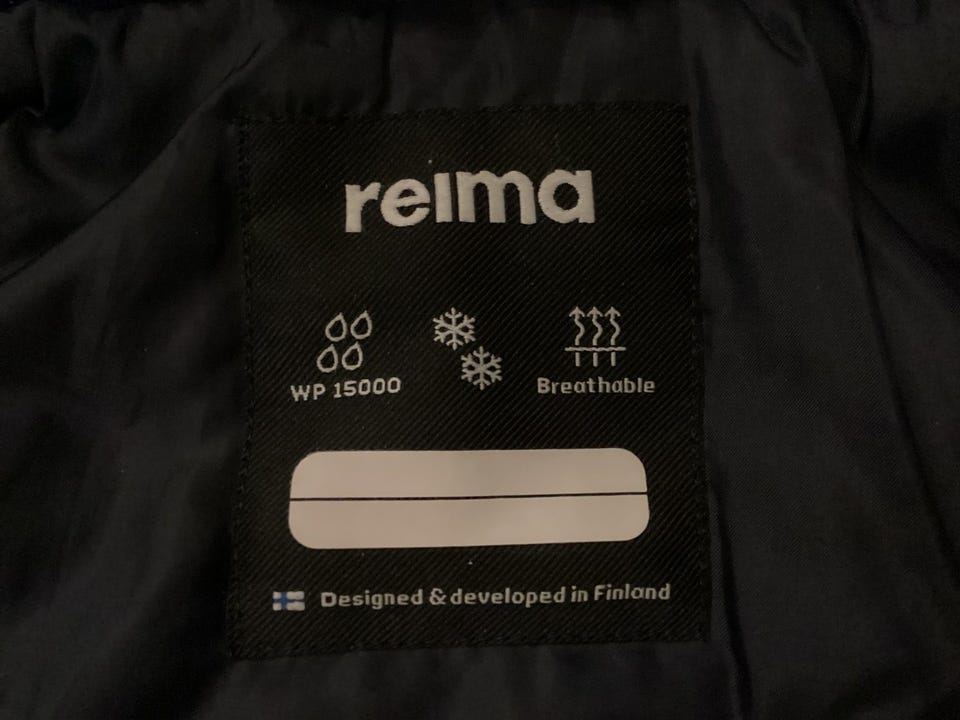 reima
WP 15000
Breathable
Designed & developed in Finland